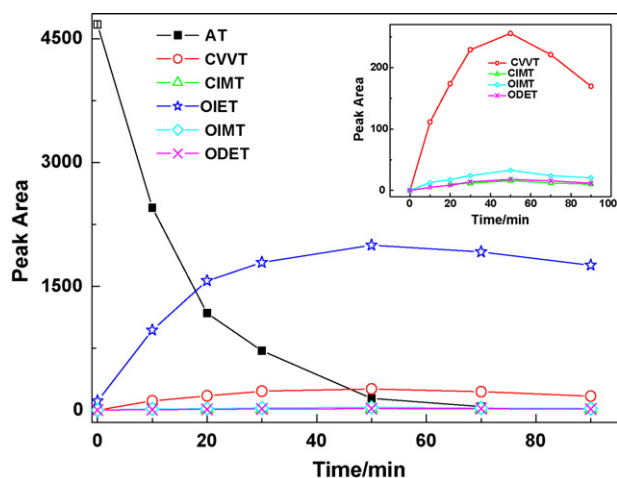 4500
3000
1500
0
Peak Area
0
20
40
60
80
Time/min
AT
CVVT
CIMT
OIET
OIMT
ODET
200
100
0
Peak Area
0
20
40
60
80
100
Time/min
CVVT
CIMT
OIMT
ODET